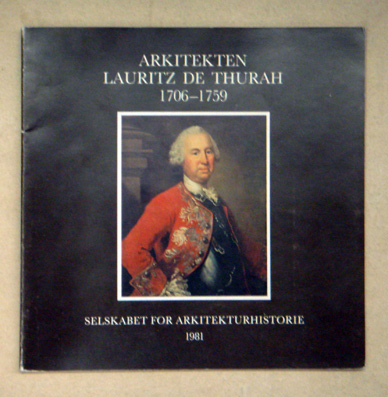 ARKITEKTEN
LAURITZ DE THURAH
1706–1759
SELSKABET FOR ARKITEKTURHISTORIE
1981